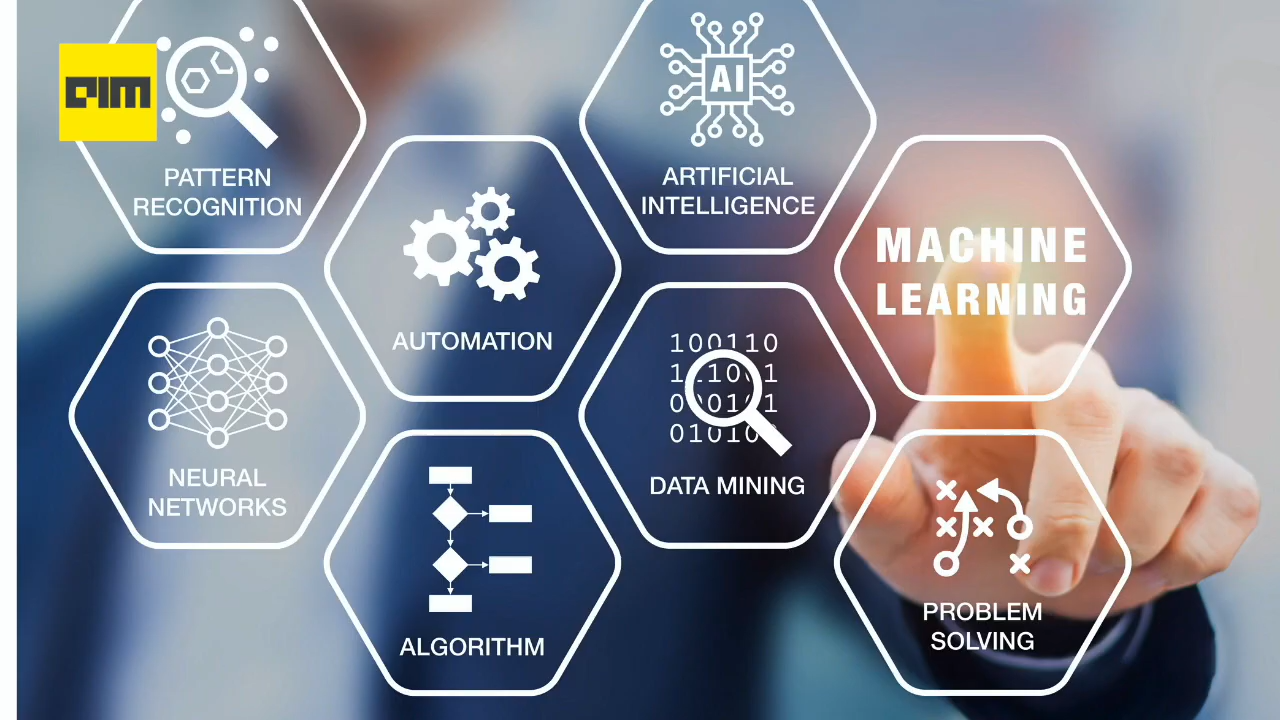 AIM
PATTERN
RECOGNITION
AUTOMATION
ARTIFICIAL
INTELLIGENCE
AI
MACHINE
LEARNING
NEURAL
NETWORKS
ALGORITHM
100110
DATA MINING
PROBLEM
SOLVING